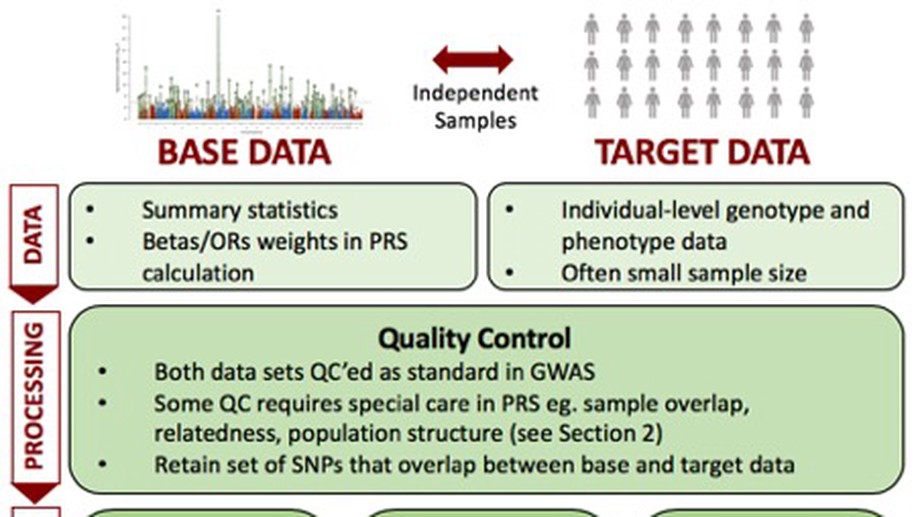 Independent
Samples
BASE DATA
TARGET DATA
DATA
• Summary statistics
• Betas/ORs weights in PRS
calculation
• Individual-level genotype and
phenotype data
• Often small sample size
PROCESSING
Quality Control
• Both data sets QC’ed as standard in GWAS
• Some QC requires special care in PRS eg. sample overlap,
relatedness, population structure (see Section 2)
• Retain set of SNPs that overlap between base and target data